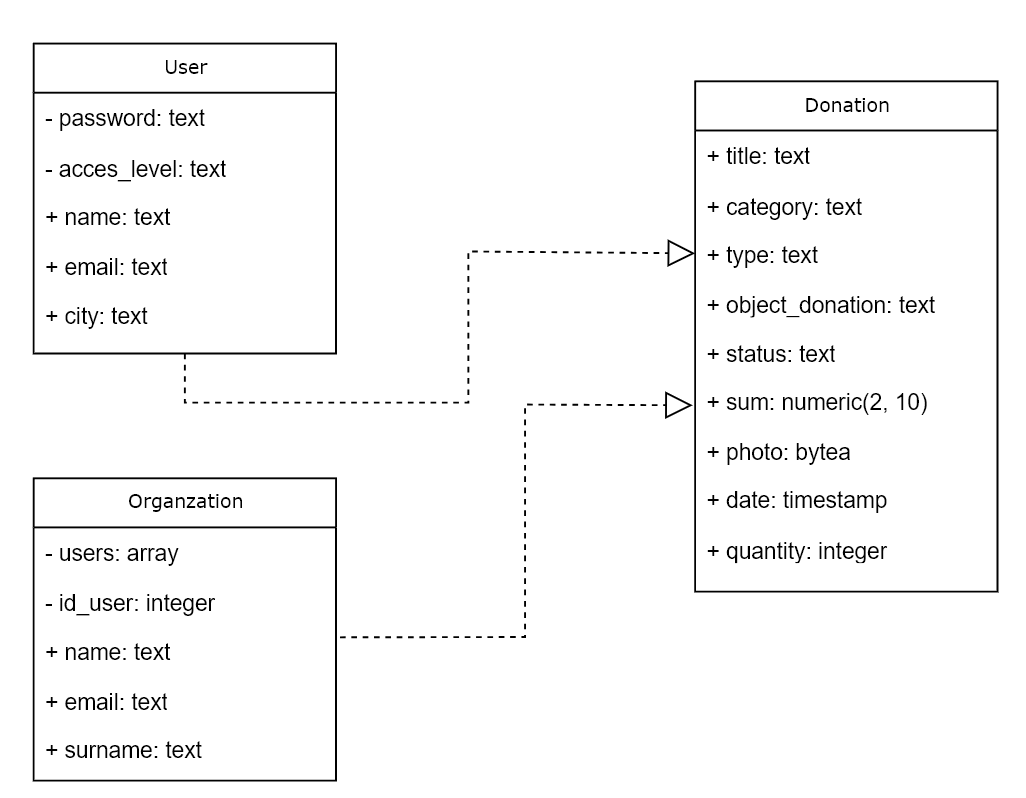 User
- password: text
- acces_level: text
+ name: text
+ email: text
+ city: text
Organzation
- users: array
- id_user: integer
+ name: text
+ email: text
+ surname: text
Donation
+ title: text
+ category: text
+ type: text
+ object_donation: text
+ status: text
+ sum: numeric(2, 10)
+ photo: bytea
+ date: timestamp
+ quantity: integer